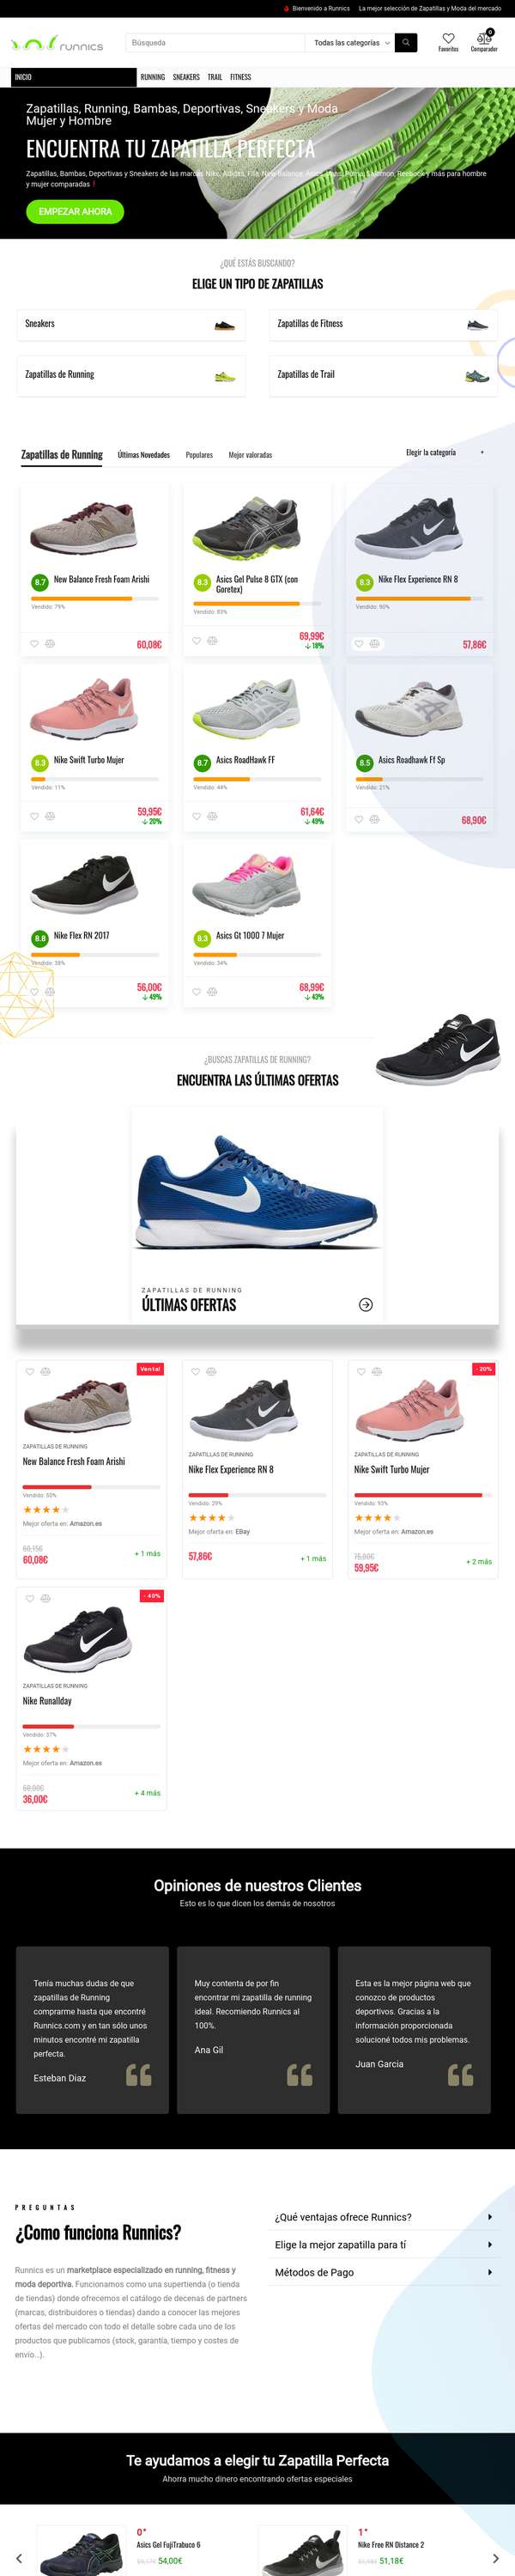 Bienvenido a Runnics
La mejor selección de Zapatillas y Moda del mercado
runnics
Búsqueda
Todas las categorías
Favoritos
0
Comparador
INICIO
RUNNING
SNEAKERS
TRAIL
FITNESS
Zapatillas, Running, Bambas, Deportivas, Sneakers y Moda
Mujer y Hombre
ENCUENTRA TU ZAPATILLA PERFECTA
Zapatillas, Bambas, Deportivas y Sneakers de las marcas Nike, Adidas, Fila, New Balance, Asics, Vans, Puma, Salomon, Reebok y más para hombre
y mujer comparadas !
EMPEZAR AHORA
¿QUÉ ESTÁS BUSCANDO?
ELIGE UN TIPO DE ZAPATILLAS
Sneakers
Zapatillas de Fitness
Zapatillas de Running
Zapatillas de Trail
Zapatillas de Running
Últimas Novedades
Populares
Mejor valoradas
Elegir la categoría
+
8.7
New Balance Fresh Foam Arishi
Vendido: 79%
60,08€
8.3
Asics Gel Pulse 8 GTX (con
Goretex)
Vendido: 83%
69,99€
18%
8.3
Nike Flex Experience RN 8
Vendido: 90%
57,86€
8.3
Nike Swift Turbo Mujer
Vendido: 11%
59,95€
20%
8.7
Asics RoadHawk FF
Vendido: 44%
61,64€
49%
8.5
Asics Roadhawk Ff Sp
Vendido: 21%
68,90€
8.8
Nike Flex RN 2017
Vendido: 38%
56,00€
49%
8.3
Asics Gt 1000 7 Mujer
Vendido: 34%
68,99€
43%
¿BUSCAS ZAPATILLAS DE RUNNING?
ENCUENTRA LAS ÚLTIMAS OFERTAS
ZAPATILLAS DE RUNNING
ÚLTIMAS OFERTAS
Venta!
ZAPATILLAS DE RUNNING
New Balance Fresh Foam Arishi
Vendido: 50%
Mejor oferta en: Amazon.es
60,15€
60,08€
+ 1 más
ZAPATILLAS DE RUNNING
Nike Flex Experience RN 8
Vendido: 29%
Mejor oferta en: EBay
57,86€
+ 1 más
- 20%
ZAPATILLAS DE RUNNING
Nike Swift Turbo Mujer
Vendido: 93%
Mejor oferta en: Amazon.es
75,00€
59,95€
+ 2 más
- 40%
ZAPATILLAS DE RUNNING
Nike Runallday
Vendido: 37%
Mejor oferta en: Amazon.es
60,00€
36,00€
+ 4 más
Opiniones de nuestros Clientes
Esto es lo que dicen los demás de nosotros
Tenía muchas dudas de que
zapatillas de Running
comprarme hasta que encontré
Runnics.com y en tan sólo unos
minutos encontré mi zapatilla
perfecta.
Esteban Diaz
Muy contenta de por fin
encontrar mi zapatilla de running
ideal. Recomiendo Runnics al
100%.
Ana Gil
Esta es la mejor página web que
conozco de productos
deportivos. Gracias a la
información proporcionada
solucioné todos mis problemas.
Juan Garcia
PREGUNTAS
¿Como funciona Runnics?
Runnics es un marketplace especializado en running, fitness y
moda deportiva. Funcionamos como una supertienda (o tienda
de tiendas) donde ofrecemos el catálogo de decenas de partners
(marcas, distribuidores o tiendas) dando a conocer las mejores
ofertas del mercado con todo el detalle sobre cada uno de los
productos que publicamos (stock, garantía, tiempo y costes de
envío...).
¿Qué ventajas ofrece Runnics?
Elige la mejor zapatilla para tí
Métodos de Pago
Te ayudamos a elegir tu Zapatilla Perfecta
Ahorra mucho dinero encontrando ofertas especiales
0°
Asics Gel FujiTrabuco 6
54,00€
1°
Nike Free RN Distance 2
51,18€